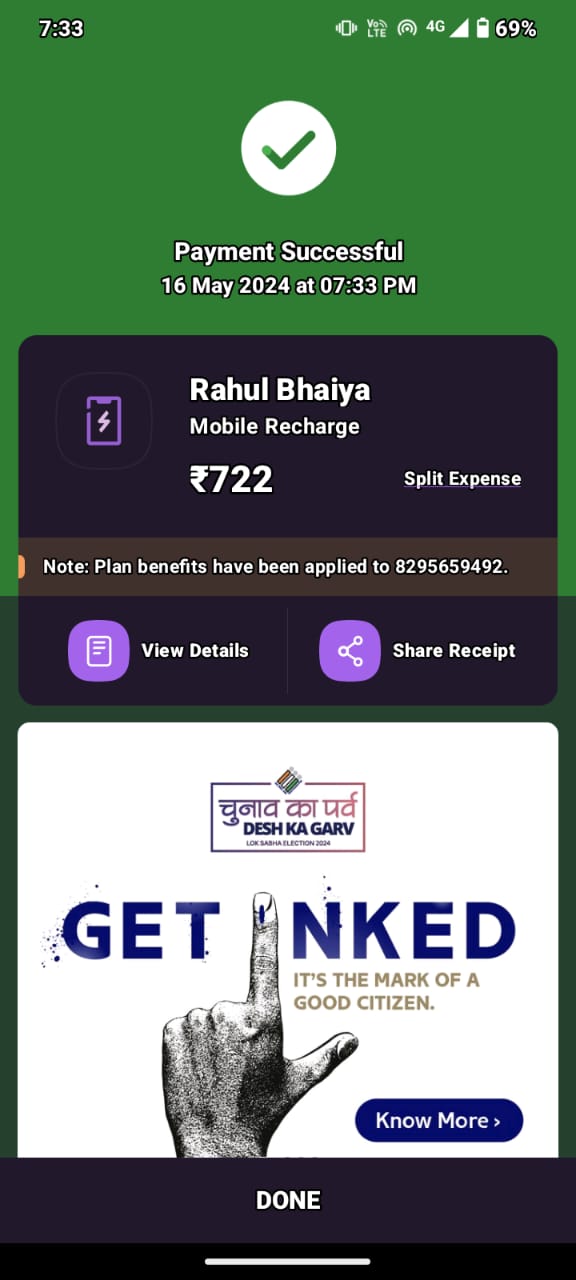 7:33
Vo)) LTE 4G 69%
Payment Successful
16 May 2024 at 07:33 PM
Rahul Bhaiya
Mobile Recharge
₹722
Split Expense
Note: Plan benefits have been applied to 8295659492.
View Details
Share Receipt
चुनाव का पर्व
DESH KA GARV
LOK SABHA ELECTION 2024
GET INKED
IT'S THE MARK OF A
GOOD CITIZEN.
Know More ›
DONE